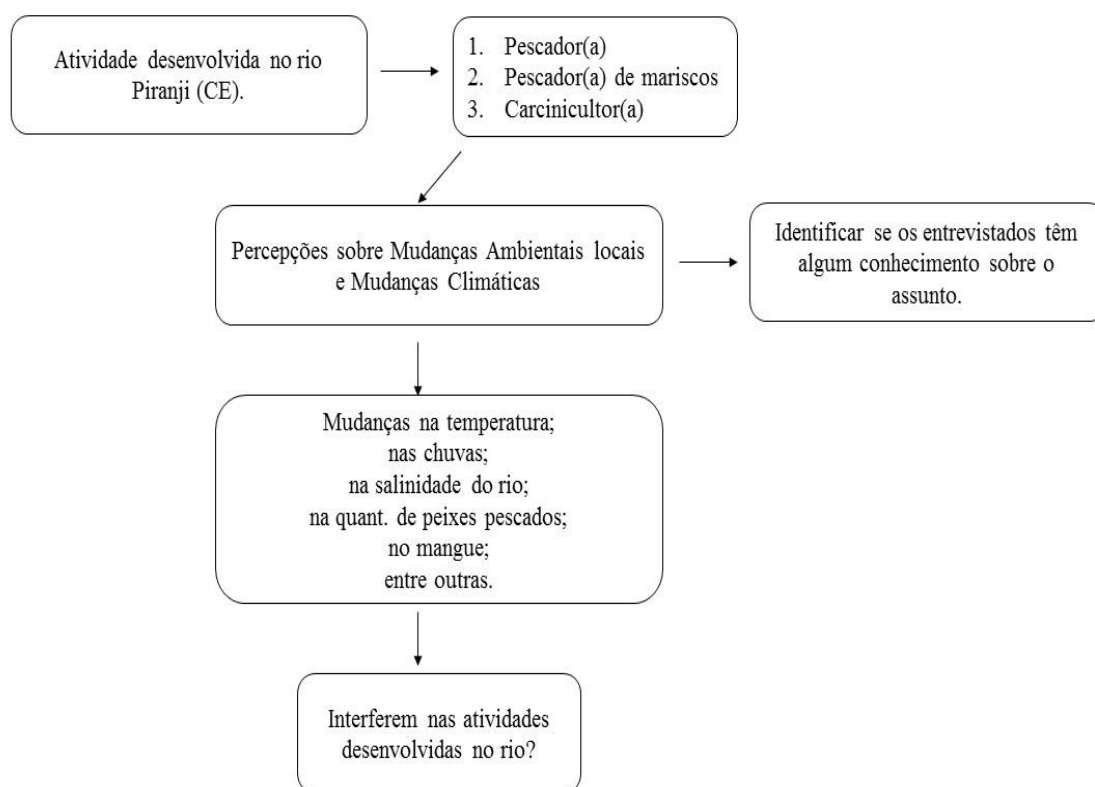 Atividade desenvolvida no rio
Piranji (CE).
1. Pescador(a)
2. Pescador(a) de mariscos
3. Carcinicultor(a)
Percepções sobre Mudanças Ambientais locais
e Mudanças Climáticas
Identificar se os entrevistados têm
algum conhecimento sobre o
assunto.
Mudanças na temperatura;
nas chuvas;
na salinidade do rio;
na quant. de peixes pescados;
no mangue;
entre outras.
Interferem nas atividades
desenvolvidas no rio?